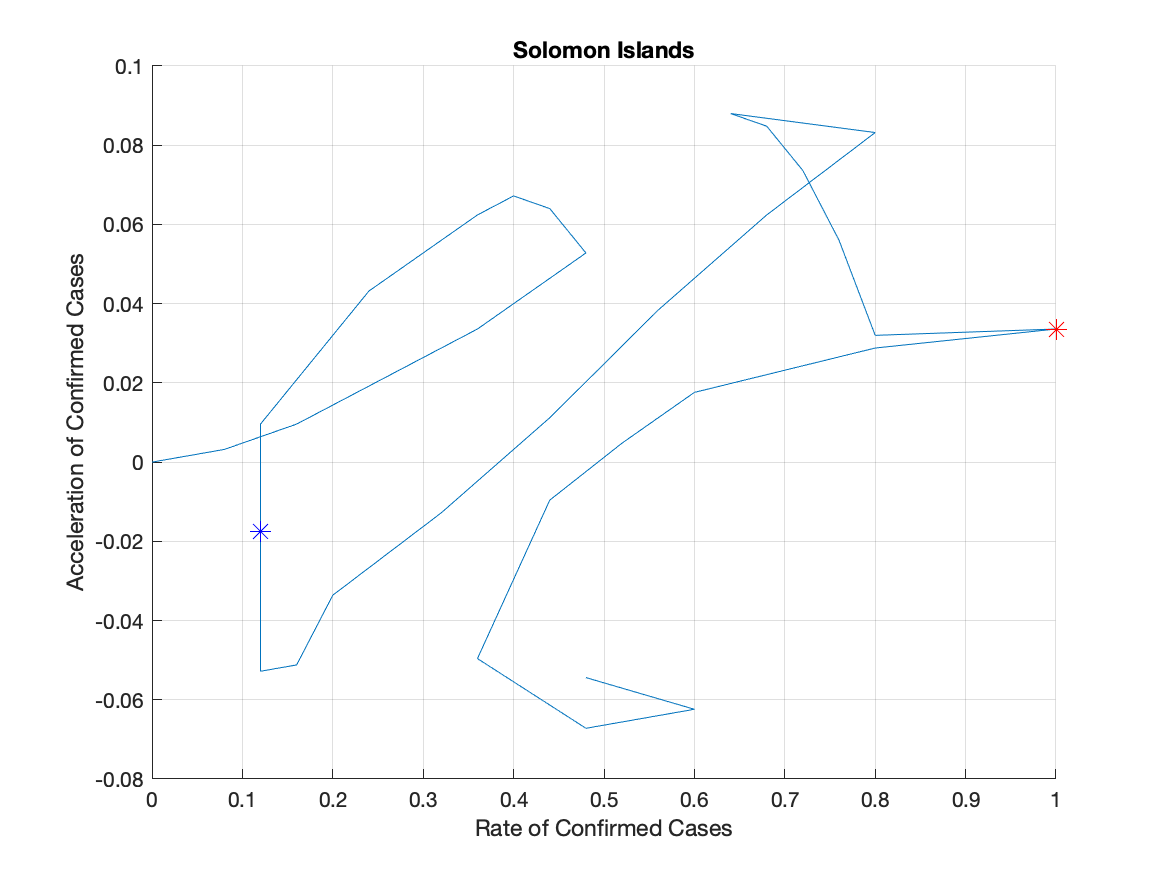 Solomon Islands
0.1
0.08
0.06
0.04
0.02
0
-0.02
-0.04
-0.06
-0.08
Acceleration of Confirmed Cases
0 0.1 0.2 0.3 0.4 0.5 0.6 0.7 0.8 0.9 1
Rate of Confirmed Cases